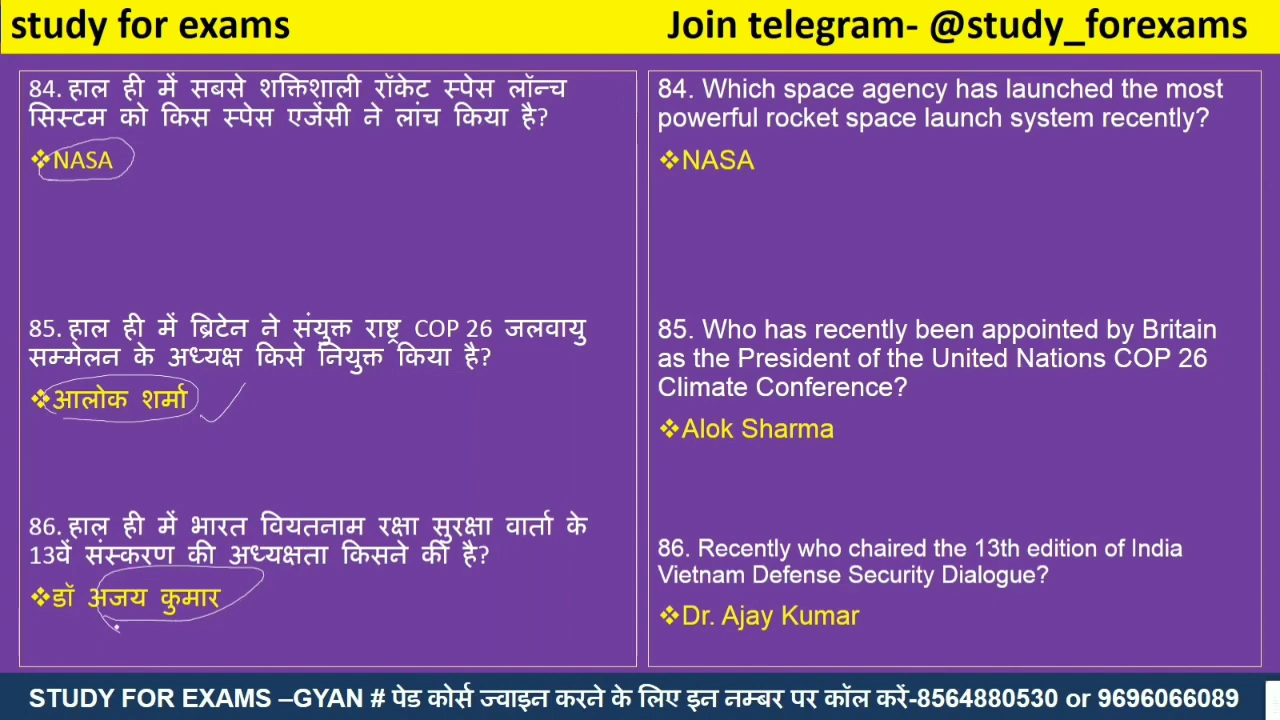 study for exams
Join telegram- @study_forexams
84. हाल ही में सबसे शक्तिशाली रॉकेट स्पेस लॉन्च
सिस्टम को किस स्पेस एजेंसी ने लांच किया है?
❖NASA
85. हाल ही में ब्रिटेन ने संयुक्त राष्ट्र COP 26 जलवायु
सम्मेलन के अध्यक्ष किसे नियुक्त किया है?
❖आलोक शर्मा
86. हाल ही में भारत वियतनाम रक्षा सुरक्षा वार्ता के
13वें संस्करण की अध्यक्षता किसने की है?
❖डॉ अजय कुमार
84. Which space agency has launched the most
powerful rocket space launch system recently?
❖NASA
85. Who has recently been appointed by Britain
as the President of the United Nations COP 26
Climate Conference?
❖Alok Sharma
86. Recently who chaired the 13th edition of India
Vietnam Defense Security Dialogue?
❖Dr. Ajay Kumar
STUDY FOR EXAMS –GYAN # पेड कोर्स ज्वाइन करने के लिए इन नम्बर पर कॉल करें-8564880530 or 9696066089